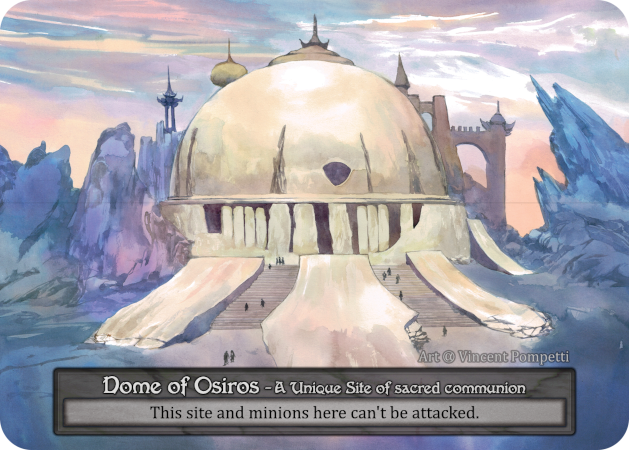 Art @ Vincent Pompetti
Dome of Osiros - A Unique Site of sacred communion
This site and minions here can't be attacked.